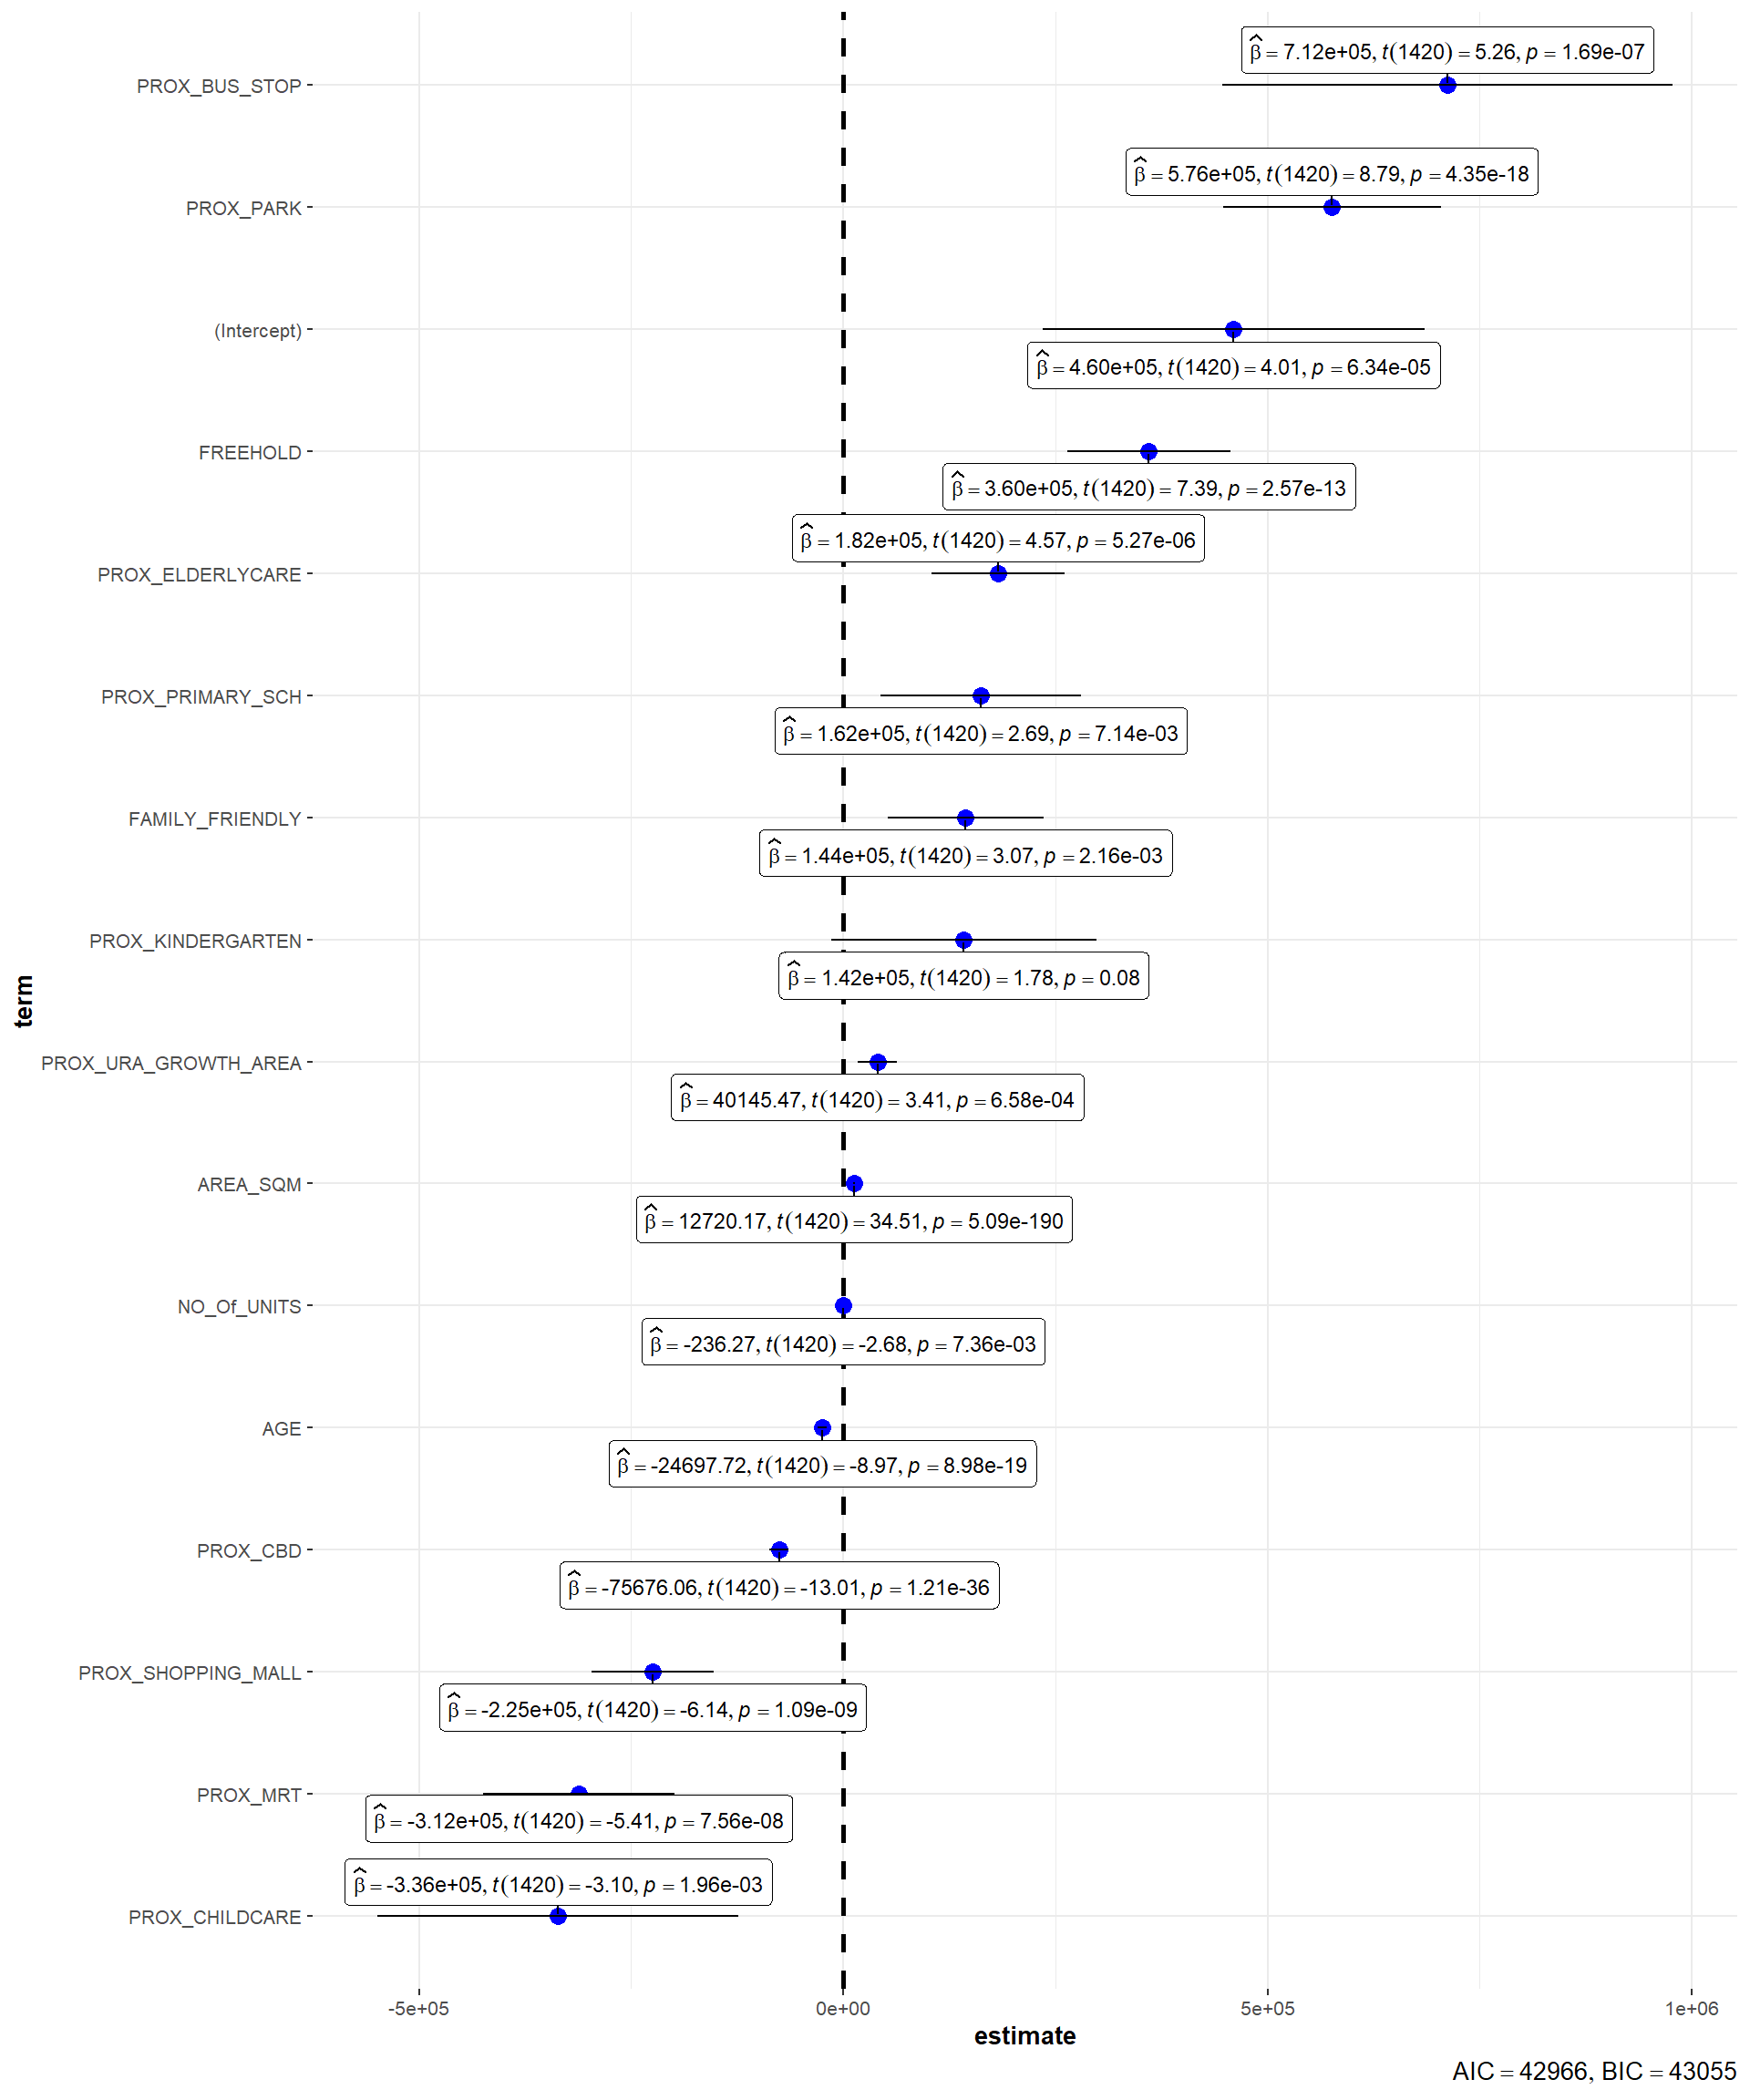 β̂ = 7.12e+05, t(1420) = 5.26, p = 1.69e-07
PROX_BUS_STOP
β̂ = 5.76e+05, t(1420) = 8.79, p = 4.35e-18
PROX_PARK
(Intercept)
β̂ = 4.60e+05, t(1420) = 4.01, p = 6.34e-05
FREEHOLD
β̂ = 3.60e+05, t(1420) = 7.39, p = 2.57e-13
β̂ = 1.82e+05, t(1420) = 4.57, p = 5.27e-06
PROX_ELDERLYCARE
PROX_PRIMARY_SCH
β̂ = 1.62e+05, t(1420) = 2.69, p = 7.14e-03
FAMILY_FRIENDLY
β̂ = 1.44e+05, t(1420) = 3.07, p = 2.16e-03
PROX_KINDERGARTEN
β̂ = 1.42e+05, t(1420) = 1.78, p = 0.08
term
PROX_URA_GROWTH_AREA
β̂ = 40145.47, t(1420) = 3.41, p = 6.58e-04
AREA_SQM
β̂ = 12720.17, t(1420) = 34.51, p = 5.09e-190
NO_Of_UNITS
β̂ = -236.27, t(1420) = -2.68, p = 7.36e-03
AGE
β̂ = -24697.72, t(1420) = -8.97, p = 8.98e-19
PROX_CBD
β̂ = -75676.06, t(1420) = -13.01, p = 1.21e-36
PROX_SHOPPING_MALL
β̂ = -2.25e+05, t(1420) = -6.14, p = 1.09e-09
PROX_MRT
β̂ = -3.12e+05, t(1420) = -5.41, p = 7.56e-08
β̂ = -3.36e+05, t(1420) = -3.10, p = 1.96e-03
PROX_CHILDCARE
-5e+05 0e+00 5e+05 1e+06
estimate
AIC = 42966, BIC = 43055